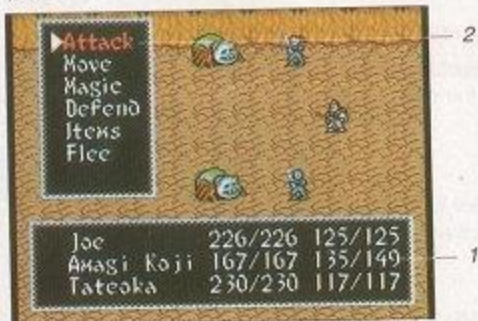 Attack
Move
Magic
Defend
Items
Flee
2
Joe 226/226 125/125
Amagi Koji 167/167 135/149
Tateoka 230/230 117/117
1